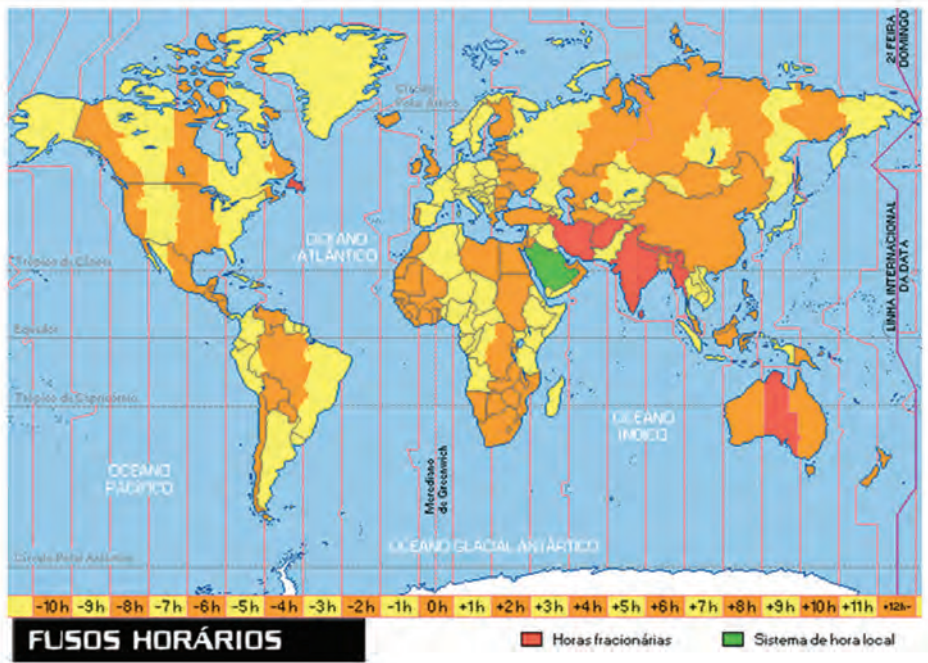 2ª FEIRA
DOMINGO
Círculo
Polar Ártico
OCEANO
ATLÂNTICO
Trópico de Câncer
LINHA INTERNACIONAL
DA DATA
Equador
Trópico de Capricórnio
OCEANO
ÍNDICO
OCEANO
PACÍFICO
Meridiano
de Greenwich
OCEANO GLACIAL ANTÁRTICO
Círculo Polar Antártico
-10h -9h -8h -7h -6h -5h -4h -3h -2h -1h 0h +1h +2h +3h +4h +5h +6h +7h +8h +9h +10h +11h +12h-
FUSOS HORÁRIOS
Horas fracionárias
Sistema de hora local